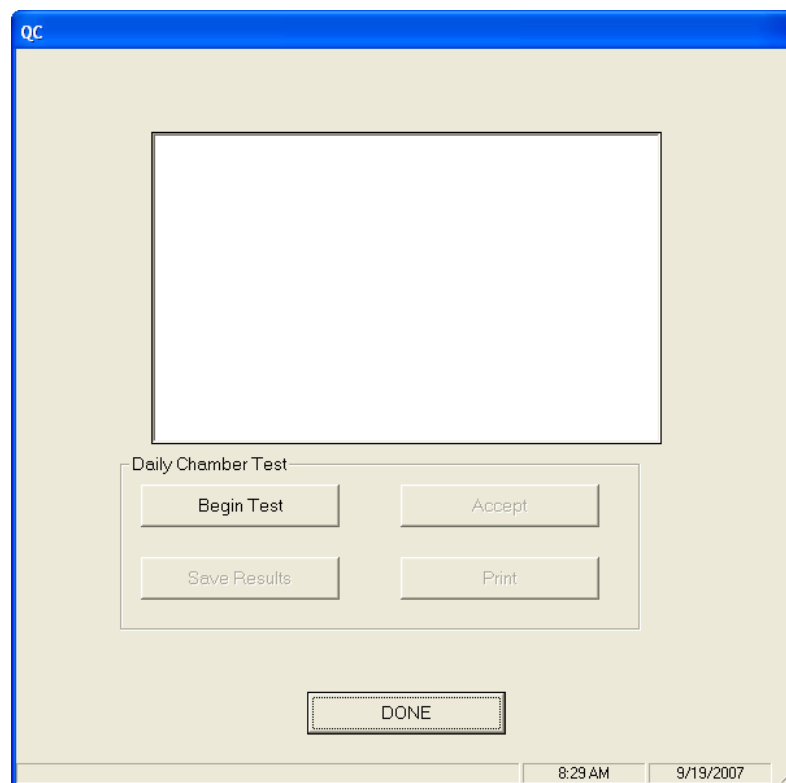 QC
Daily Chamber Test
Begin Test Accept
Save Results Print
DONE
8:29 AM 9/19/2007